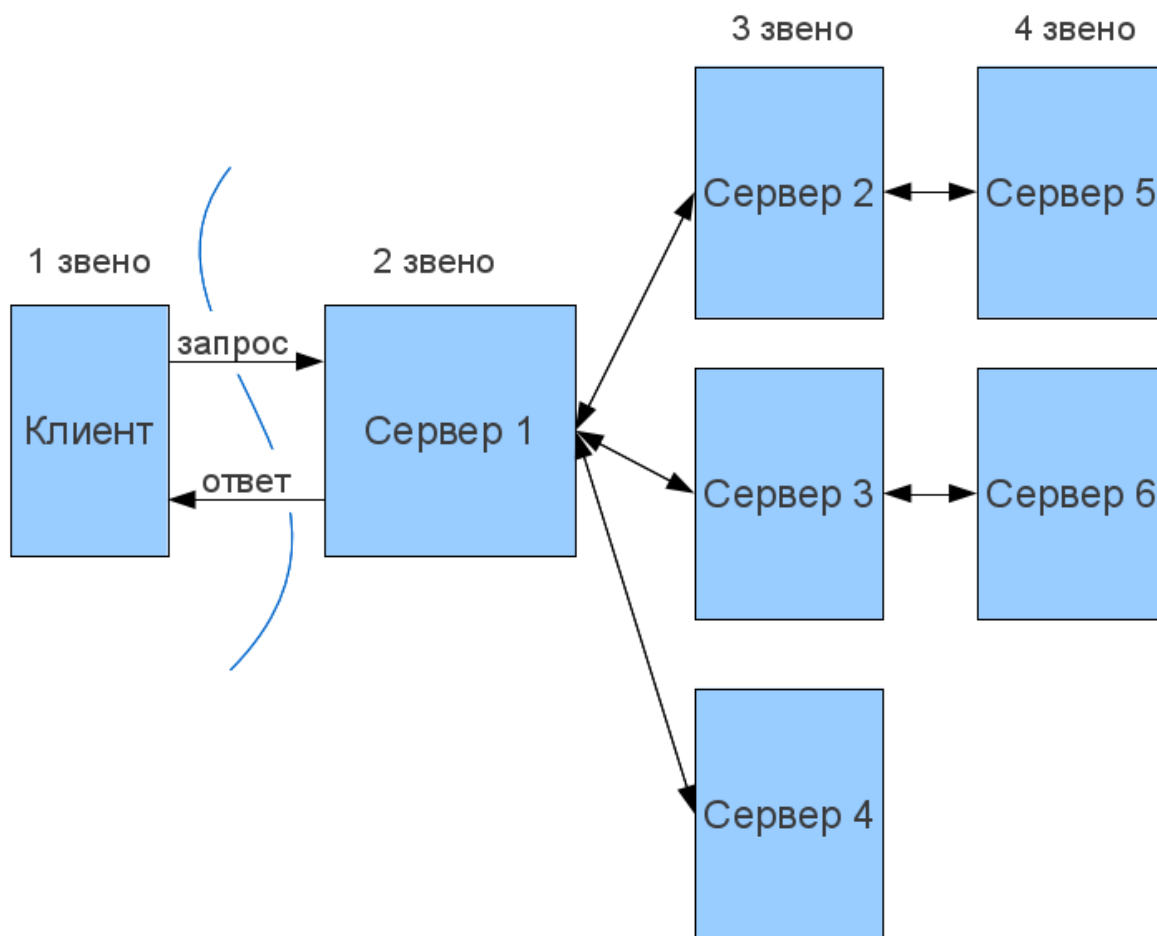 3 звено
4 звено
Сервер 2
Сервер 5
1 звено
2 звено
запрос
Клиент
Сервер 1
ответ
Сервер 3
Сервер 6
Сервер 4